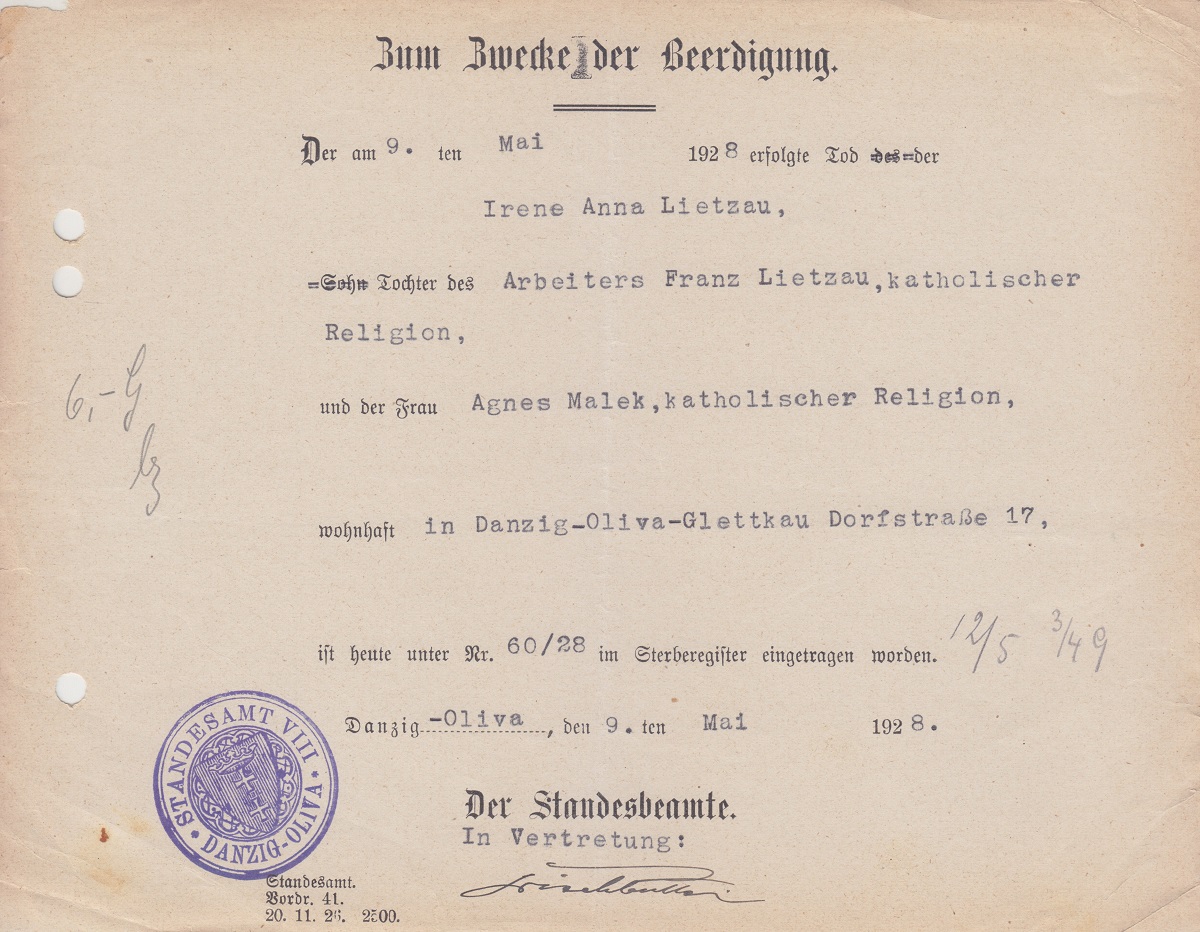 Zum Zwecke der Beerdigung.
Der am 9. ten Mai 1928 erfolgte Tod des der
Irene Anna Lietzau,
Sohn Tochter des Arbeiters Franz Lietzau, katholischer
Religion,
6,- G
und der Frau Agnes Malek, katholischer Religion,
wohnhaft in Danzig-Oliva-Glettkau Dorfstraße 17,
12/5 3/49
ist heute unter Nr. 60/28 im Sterberegister eingetragen worden.
Danzig -Oliva, den 9. ten Mai 1928.
STANDESAMT VIII.
DANZIG-OLIVA
Der Standesbeamte.
In Vertretung:
Standesamt.
Vordr. 41.
20. 11. 26. 2500.